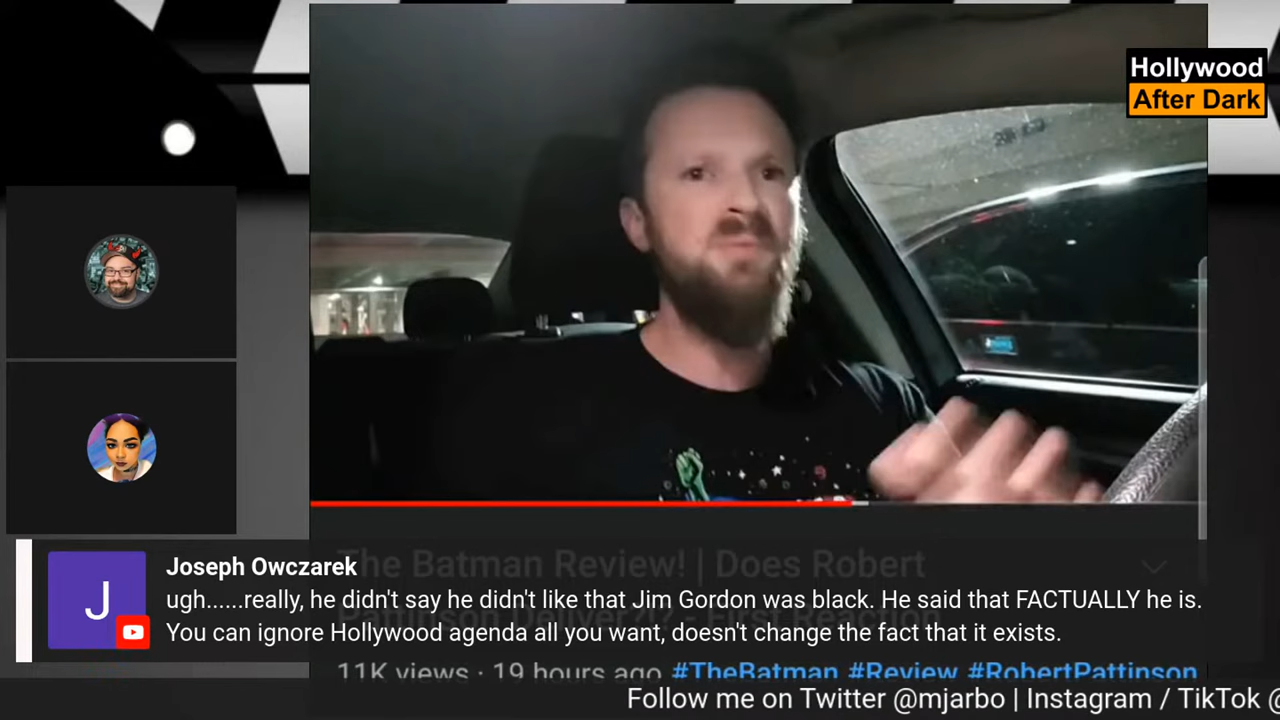 Hollywood
After Dark
The Batman Review! | Does Robert
Joseph Owczarek
ugh......really, he didn't say he didn't like that Jim Gordon was black. He said that FACTUALLY he is.
You can ignore Hollywood agenda all you want, doesn't change the fact that it exists.
J
11K views · 19 hours ago #TheBatman #Review #RobertPattinson
Follow me on Twitter @mjarbo | Instagram / TikTok @